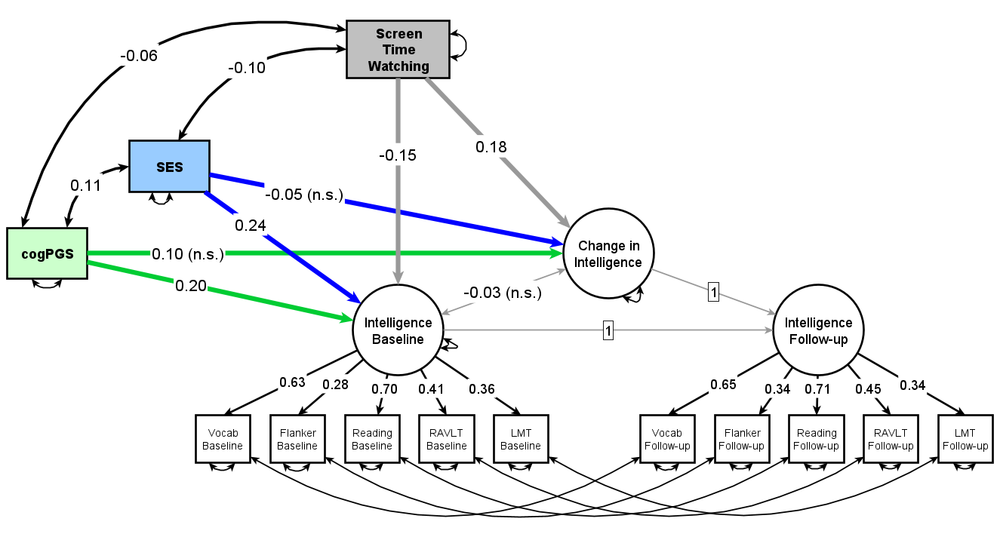 Screen
Time
Watching
-0.06
-0.10
SES
-0.15
0.18
0.11
-0.05 (n.s.)
0.24
cogPGS
0.10 (n.s.)
Change in
Intelligence
0.20
-0.03 (n.s.)
1
Intelligence
Baseline
1
Intelligence
Follow-up
0.63
0.28
0.70
0.41
0.36
0.65
0.34
0.71
0.45
0.34
Vocab
Baseline
Flanker
Baseline
Reading
Baseline
RAVLT
Baseline
LMT
Baseline
Vocab
Follow-up
Flanker
Follow-up
Reading
Follow-up
RAVLT
Follow-up
LMT
Follow-up